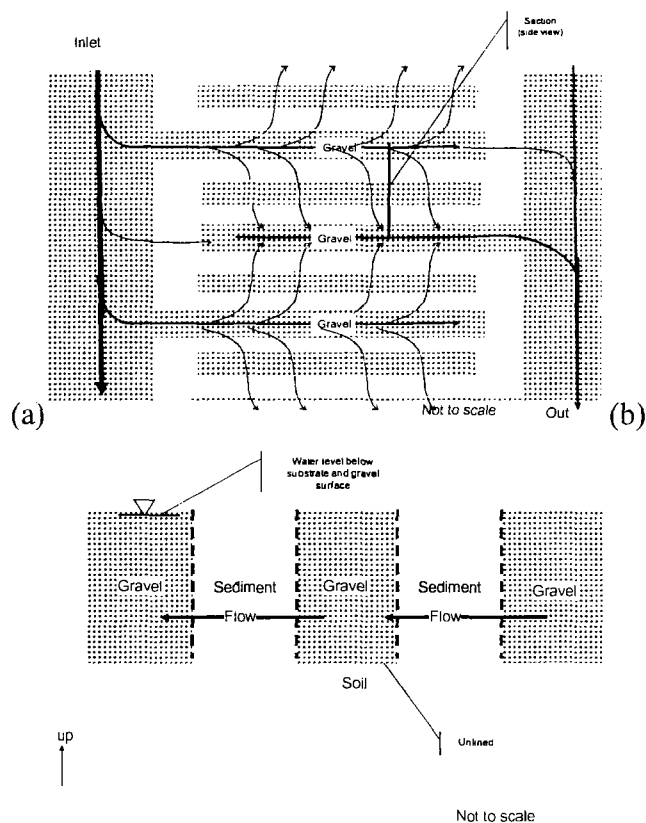 Section
(side view)
Inlet
Gravel
Gravel
Gravel
Not to scale
Out
(a)
(b)
Water level below
substrate and gravel
surface
Gravel
Sediment
Gravel
Sediment
Gravel
Flow
Flow
Soil
up
Unlined
Not to scale